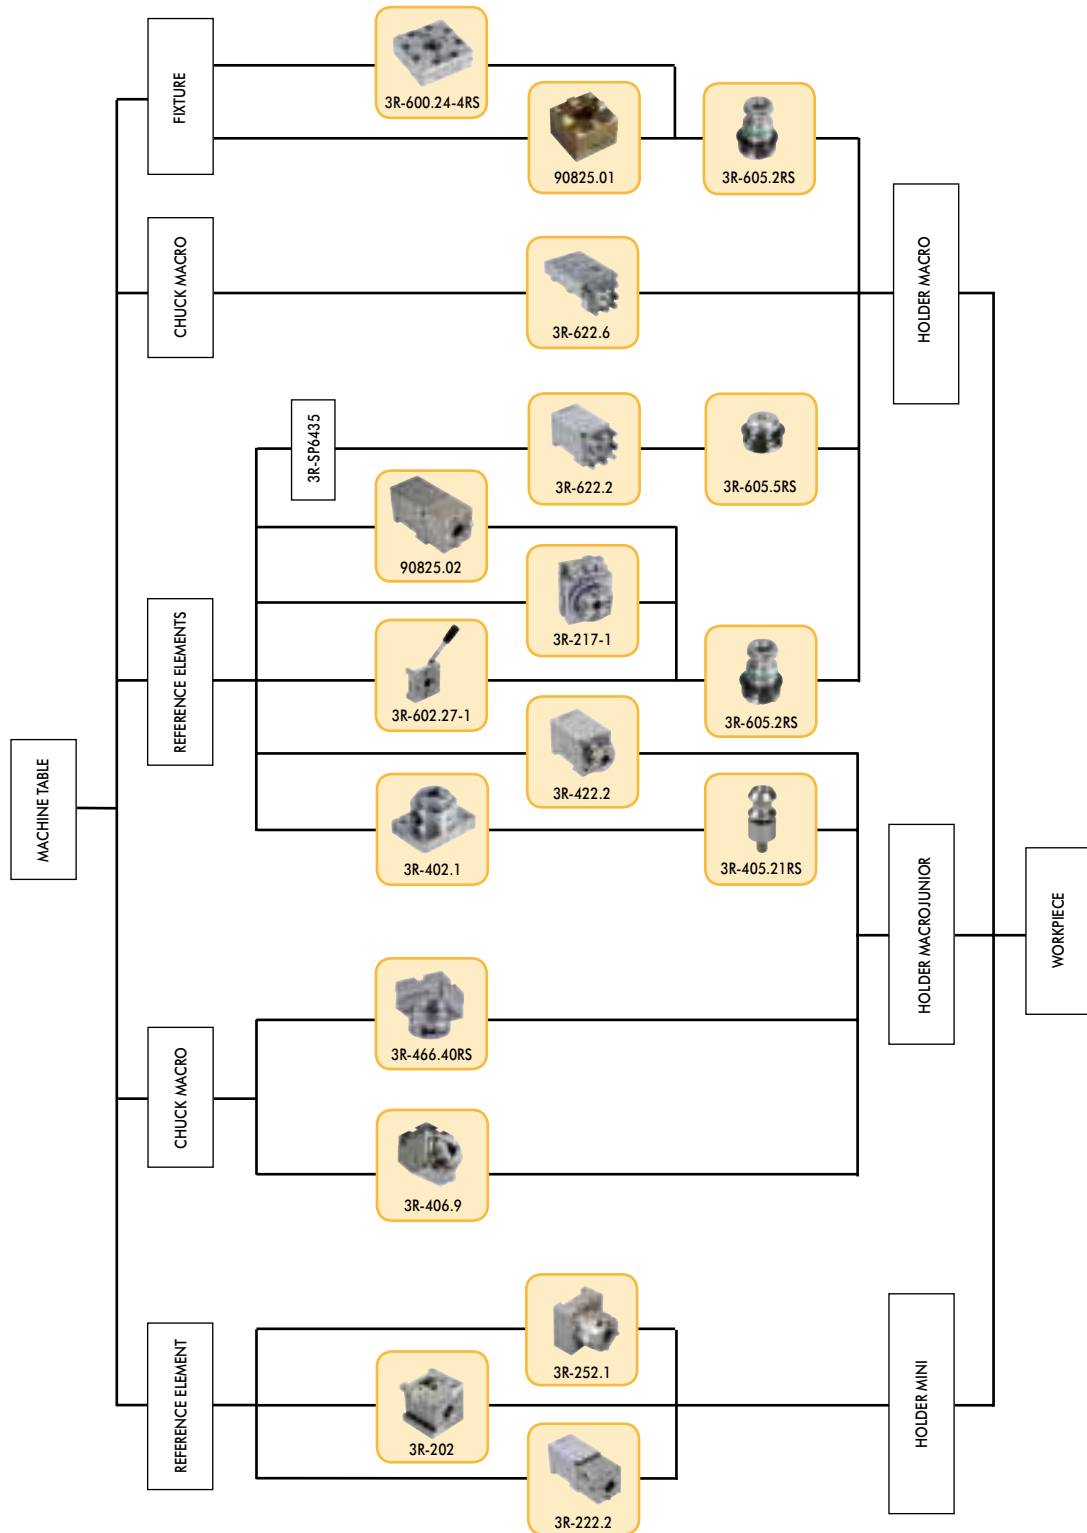 FIXTURE
3R-600.24-4RS
90825.01
3R-605.2RS
CHUCK MACRO
3R-622.6
HOLDER MACRO
3R-SP6435
3R-622.2
3R-605.5RS
90825.02
3R-217-1
REFERENCE ELEMENTS
3R-602.27-1
3R-605.2RS
MACHINE TABLE
3R-422.2
3R-402.1
3R-405.21RS
HOLDER MACROJUNIOR
WORKPIECE
3R-466.40RS
CHUCK MACRO
3R-406.9
3R-252.1
REFERENCE ELEMENT
3R-202
HOLDER MINI
3R-222.2